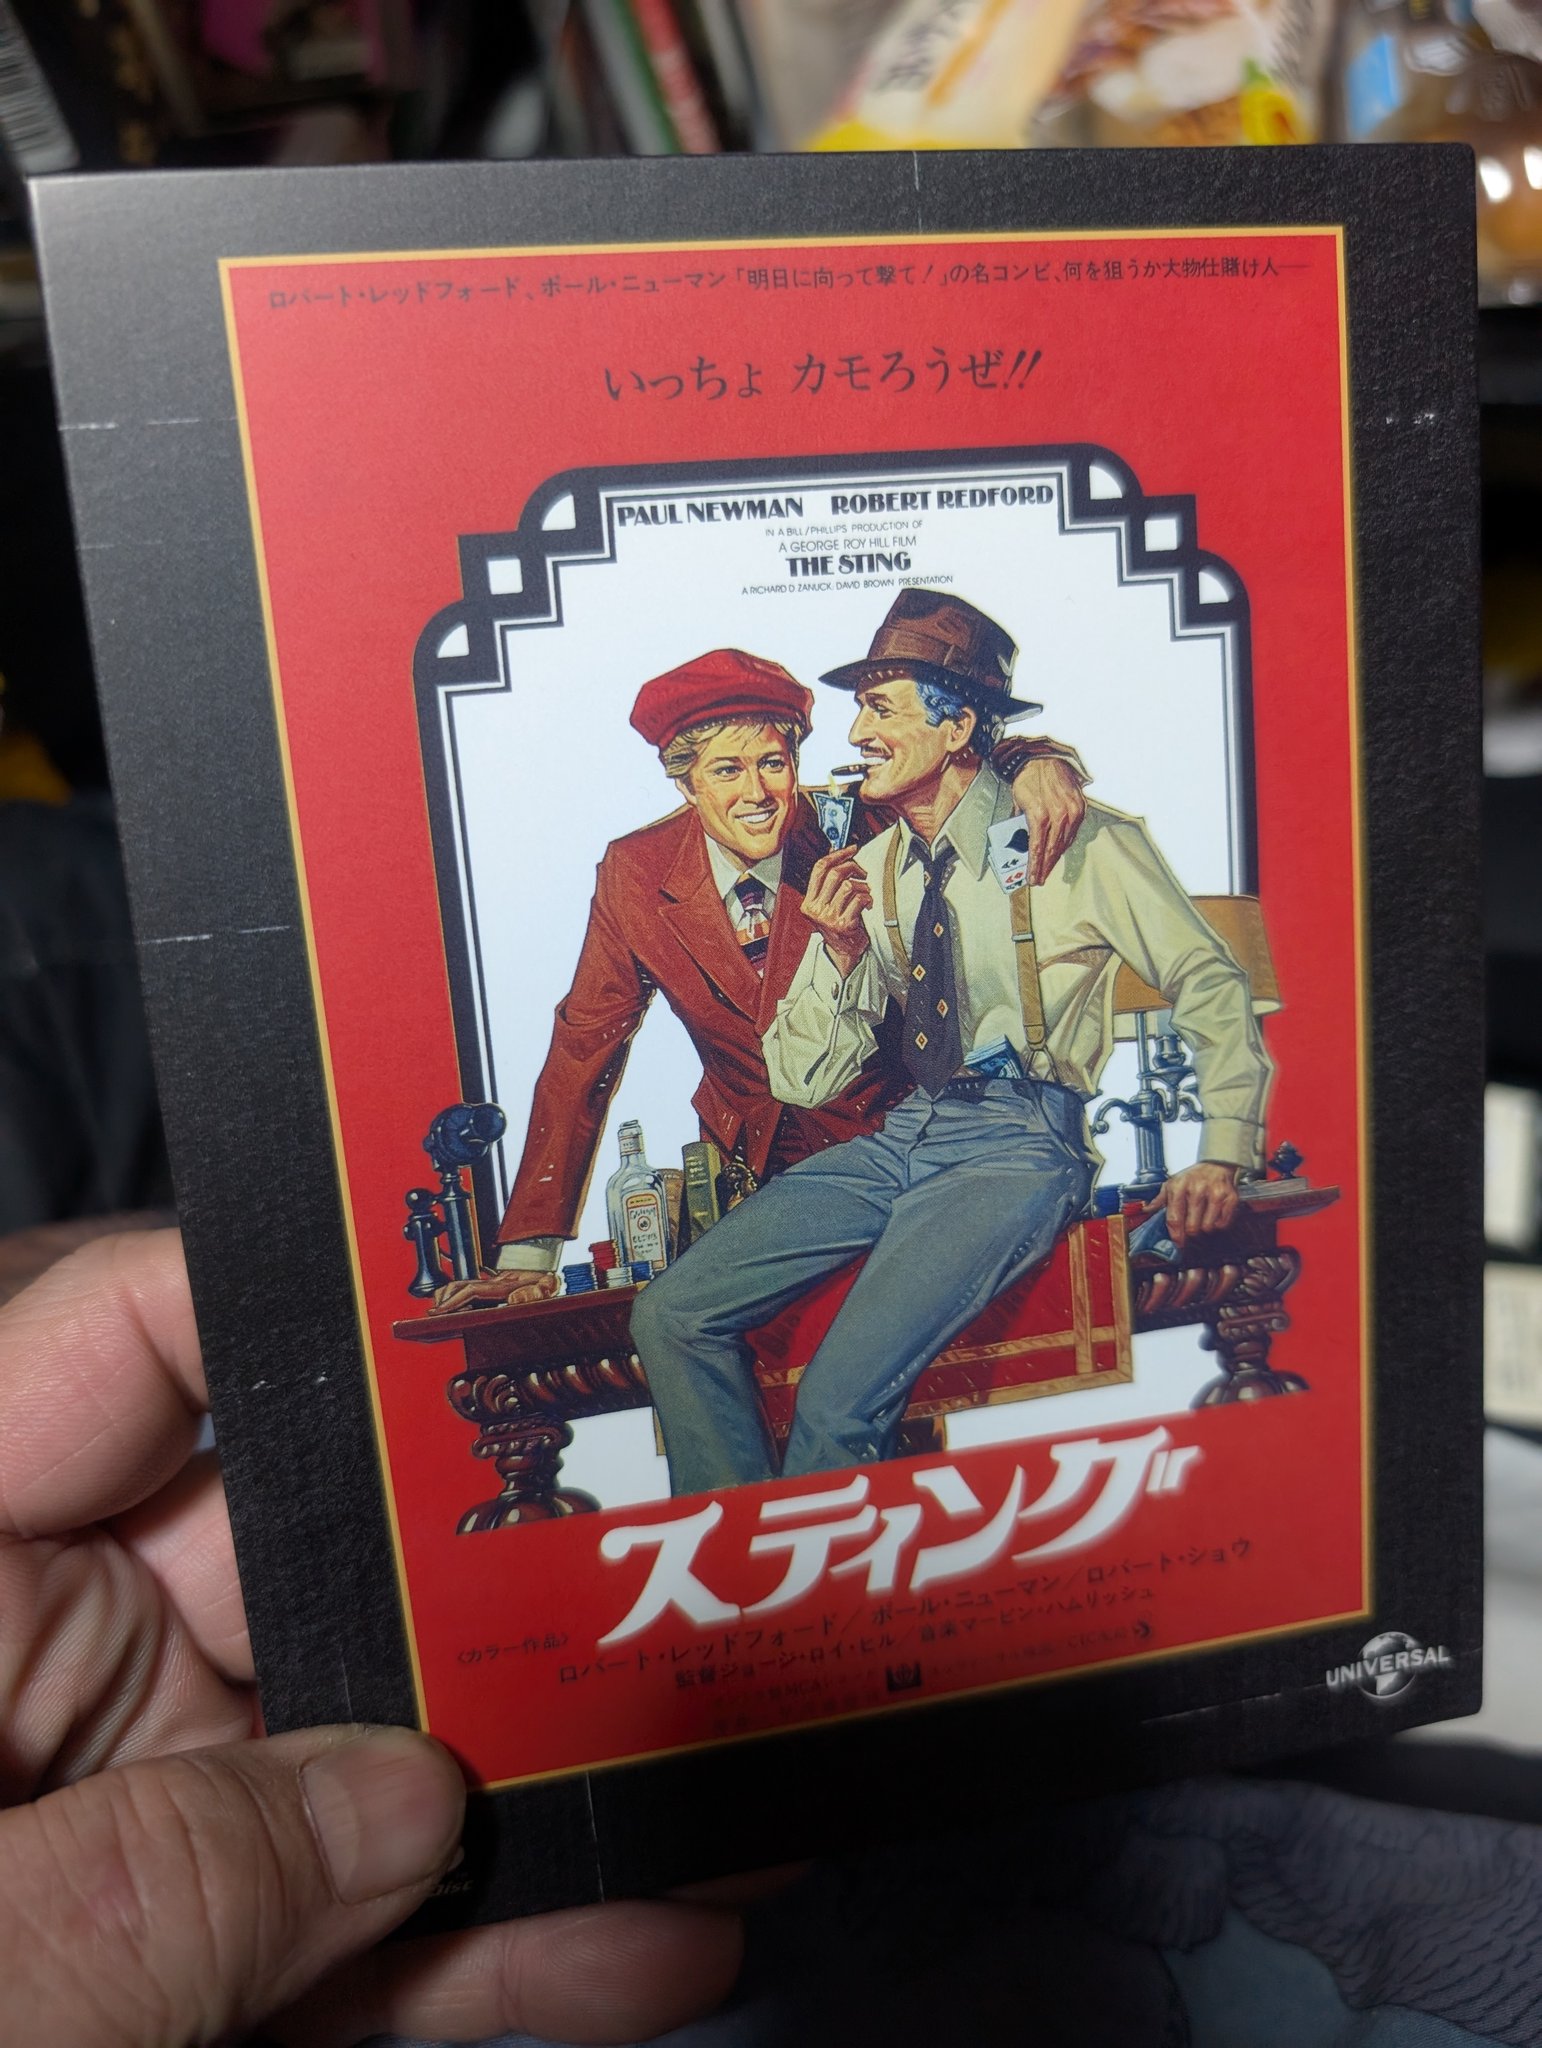 ロバート・レッドフォード、ポール・ニューマン「明日に向って撃て!」の名コンビ、何を狙うか大物仕賭け人──
いっちょ カモろうぜ!!
PAUL NEWMAN ROBERT REDFORD
IN A BILL/PHILLIPS PRODUCTION OF
A GEORGE ROY HILL FILM
THE STING
A RICHARD D. ZANUCK/DAVID BROWN PRESENTATION
スティング
〈カラー作品〉
ロバート・レッドフォード/ポール・ニューマン/ロバート・ショウ
監督ジョージ・ロイ・ヒル/音楽マービン・ハムリッシュ
UNIVERSAL
Disc